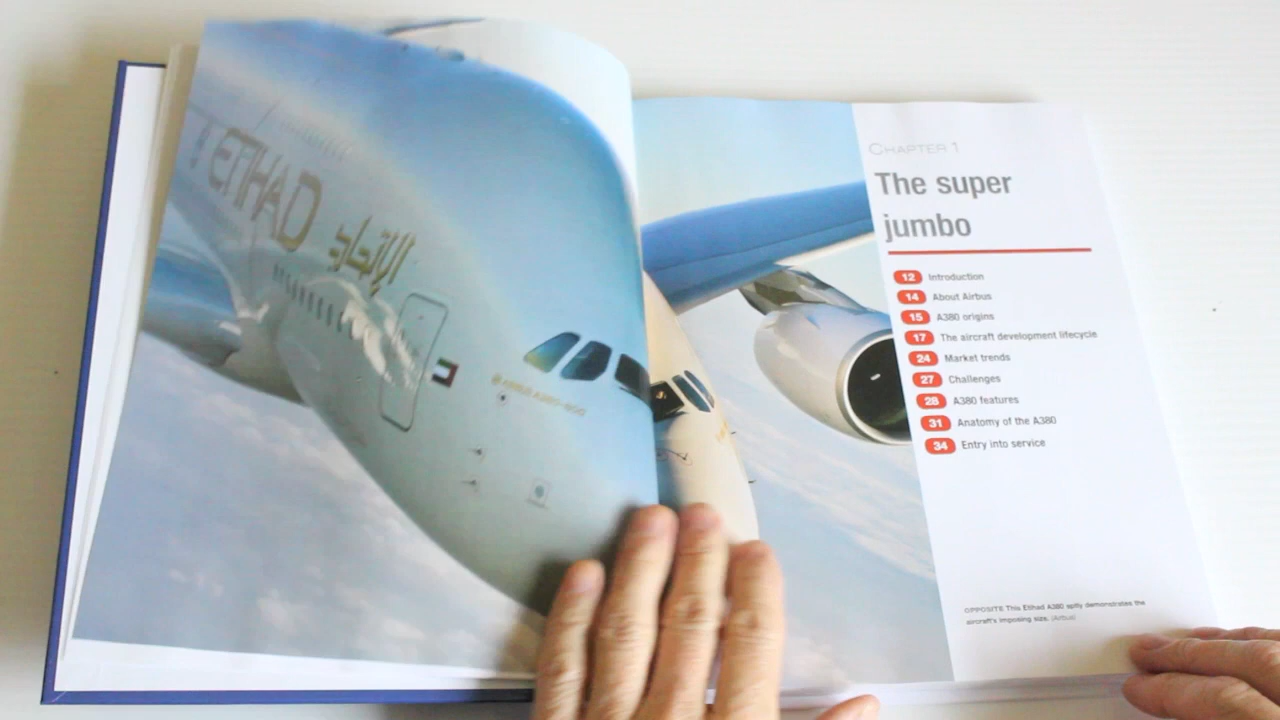 ETIHAD
الإتحاد
CHAPTER 1
The super
jumbo
12 Introduction
14 About Airbus
15 A380 origins
17 The aircraft development lifecycle
24 Market trends
27 Challenges
28 A380 features
31 Anatomy of the A380
34 Entry into service
OPPOSITE This Etihad A380 aptly demonstrates the
aircraft's imposing size. (Airbus)